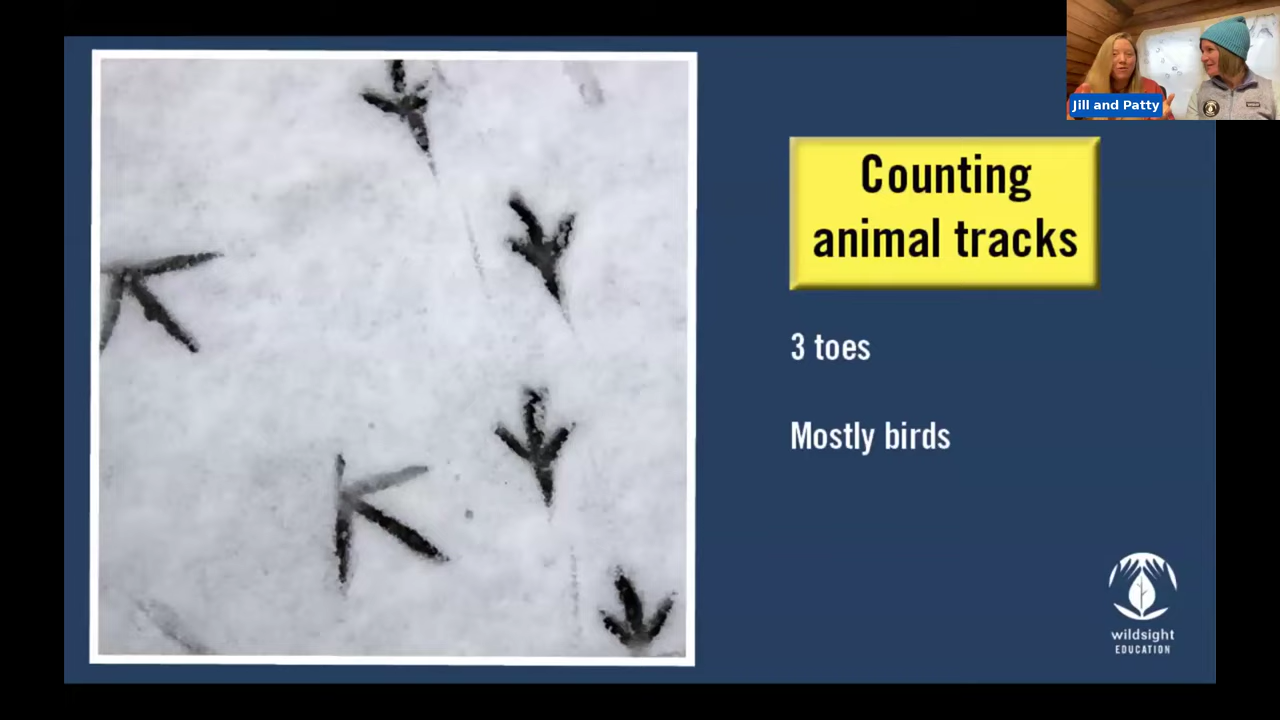 Jill and Patty
Counting
animal tracks
3 toes
Mostly birds
wildsight
EDUCATION